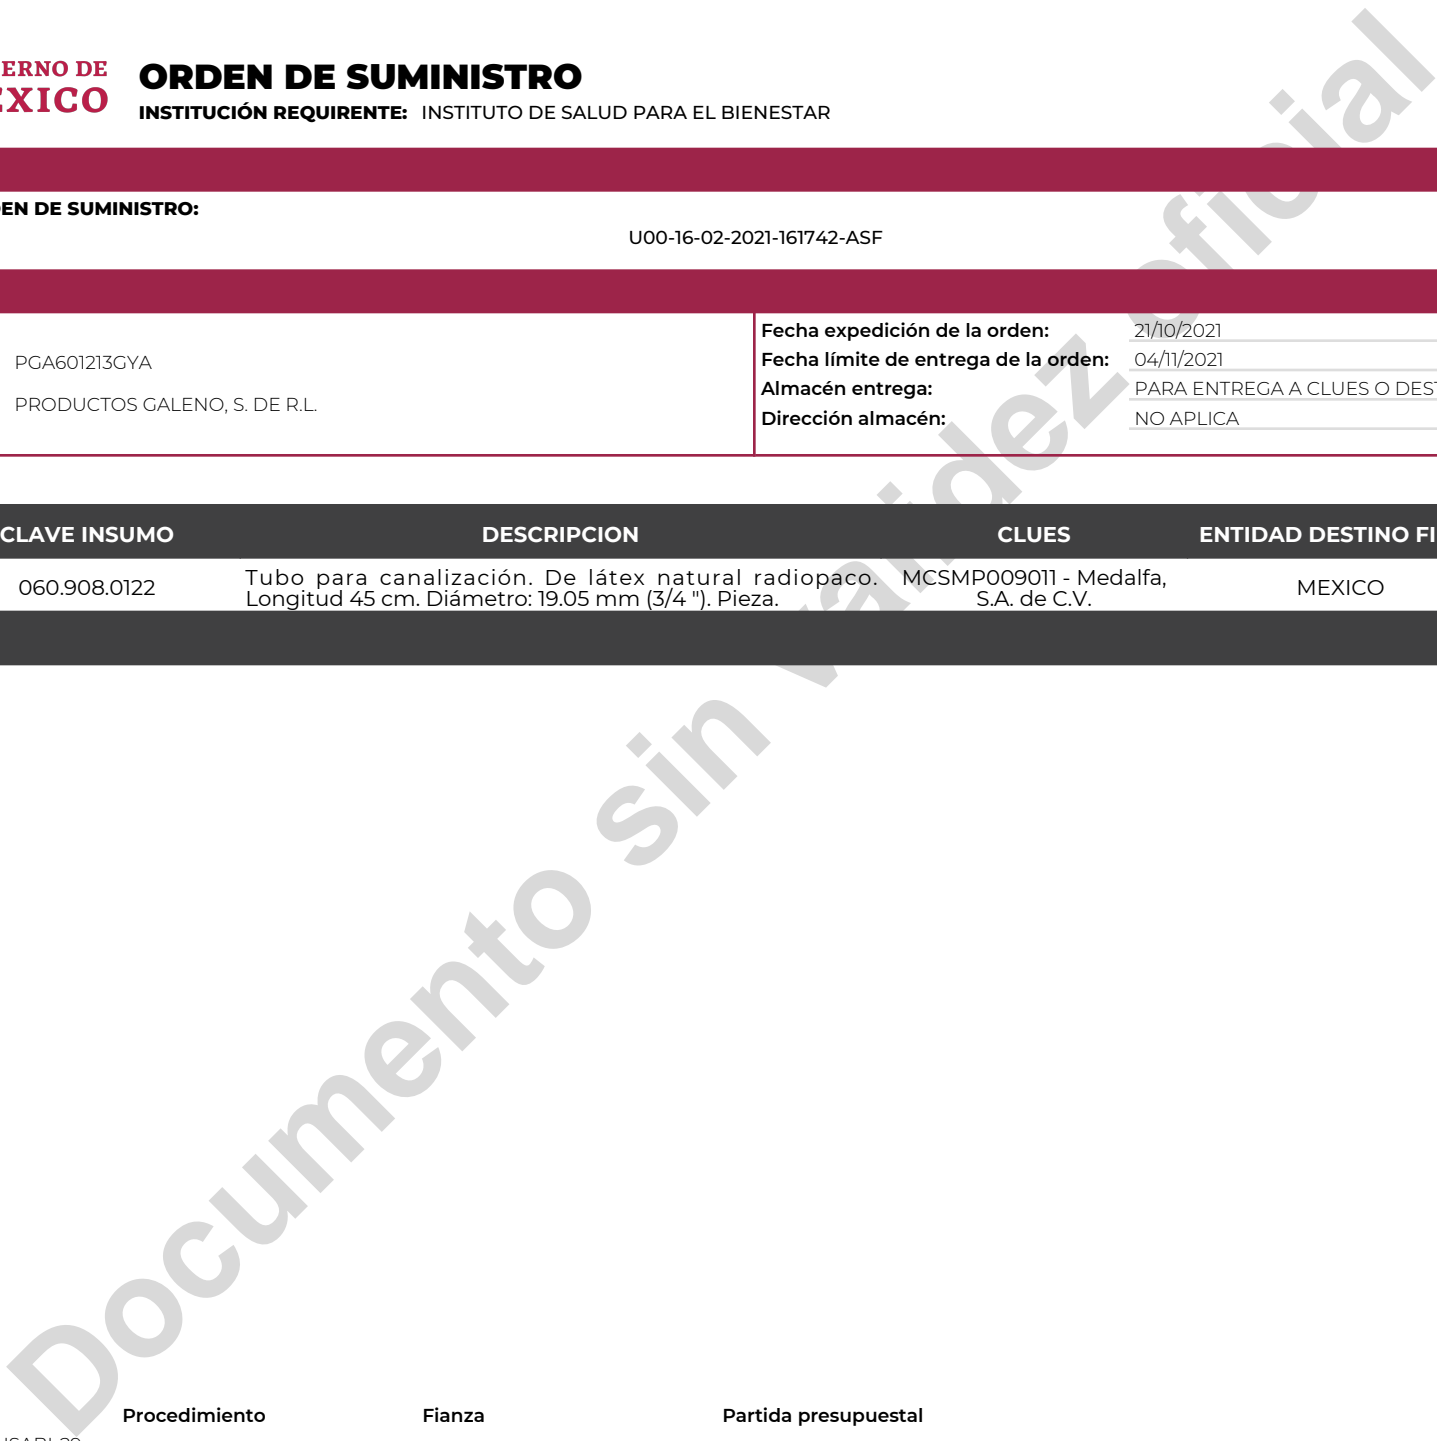 ERNO DE
XICO
ORDEN DE SUMINISTRO
INSTITUCIÓN REQUIRENTE: INSTITUTO DE SALUD PARA EL BIENESTAR
EN DE SUMINISTRO:
U00-16-02-2021-161742-ASF
PGA601213GYA
PRODUCTOS GALENO, S. DE R.L.
Fecha expedición de la orden: 21/10/2021
Fecha límite de entrega de la orden: 04/11/2021
Almacén entrega: PARA ENTREGA A CLUES O DEST
Dirección almacén: NO APLICA
CLAVE INSUMO DESCRIPCION CLUES ENTIDAD DESTINO FI
060.908.0122 Tubo para canalización. De látex natural radiopaco. MCSMP009011 - Medalfa, MEXICO
Longitud 45 cm. Diámetro: 19.05 mm (3/4 "). Pieza. S.A. de C.V.
Documento sin validez oficial
Procedimiento Fianza Partida presupuestal